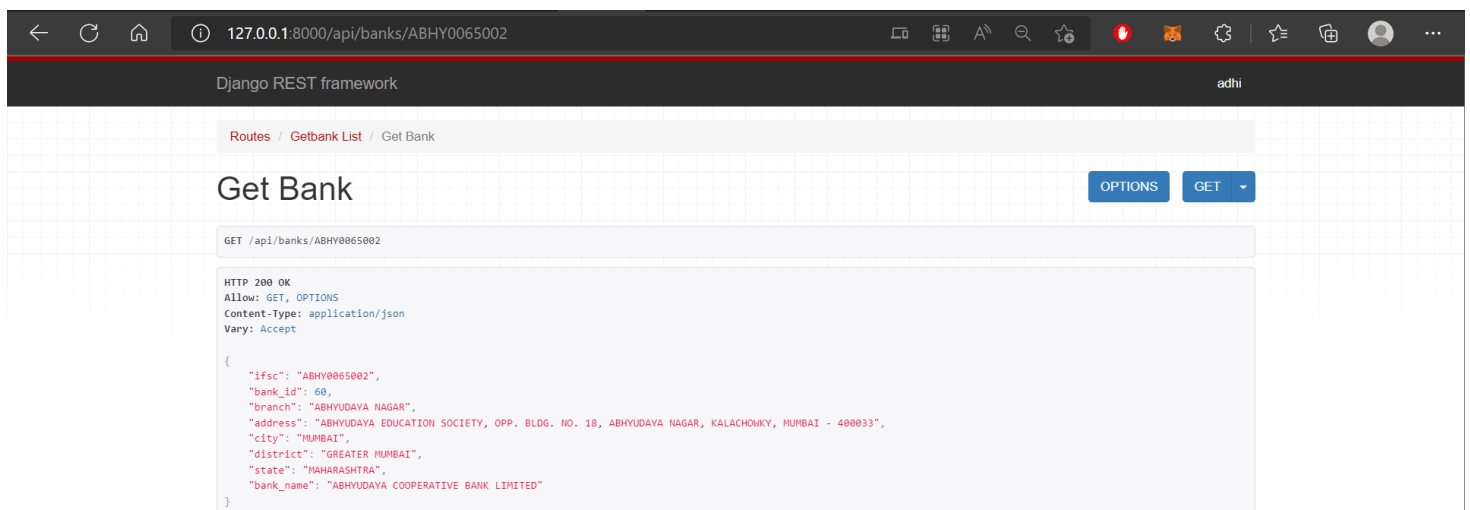 127.0.0.1:8000/api/banks/ABHY0065002
Django REST framework
adhi
Routes / Getbank List / Get Bank
Get Bank
OPTIONS
GET
GET /api/banks/ABHY0065002
HTTP 200 OK
Allow: GET, OPTIONS
Content-Type: application/json
Vary: Accept
{
    "ifsc": "ABHY0065002",
    "bank_id": 60,
    "branch": "ABHYUDAYA NAGAR",
    "address": "ABHYUDAYA EDUCATION SOCIETY, OPP. BLDG. NO. 18, ABHYUDAYA NAGAR, KALACHOWKY, MUMBAI - 400033",
    "city": "MUMBAI",
    "district": "GREATER MUMBAI",
    "state": "MAHARASHTRA",
    "bank_name": "ABHYUDAYA COOPERATIVE BANK LIMITED"
}